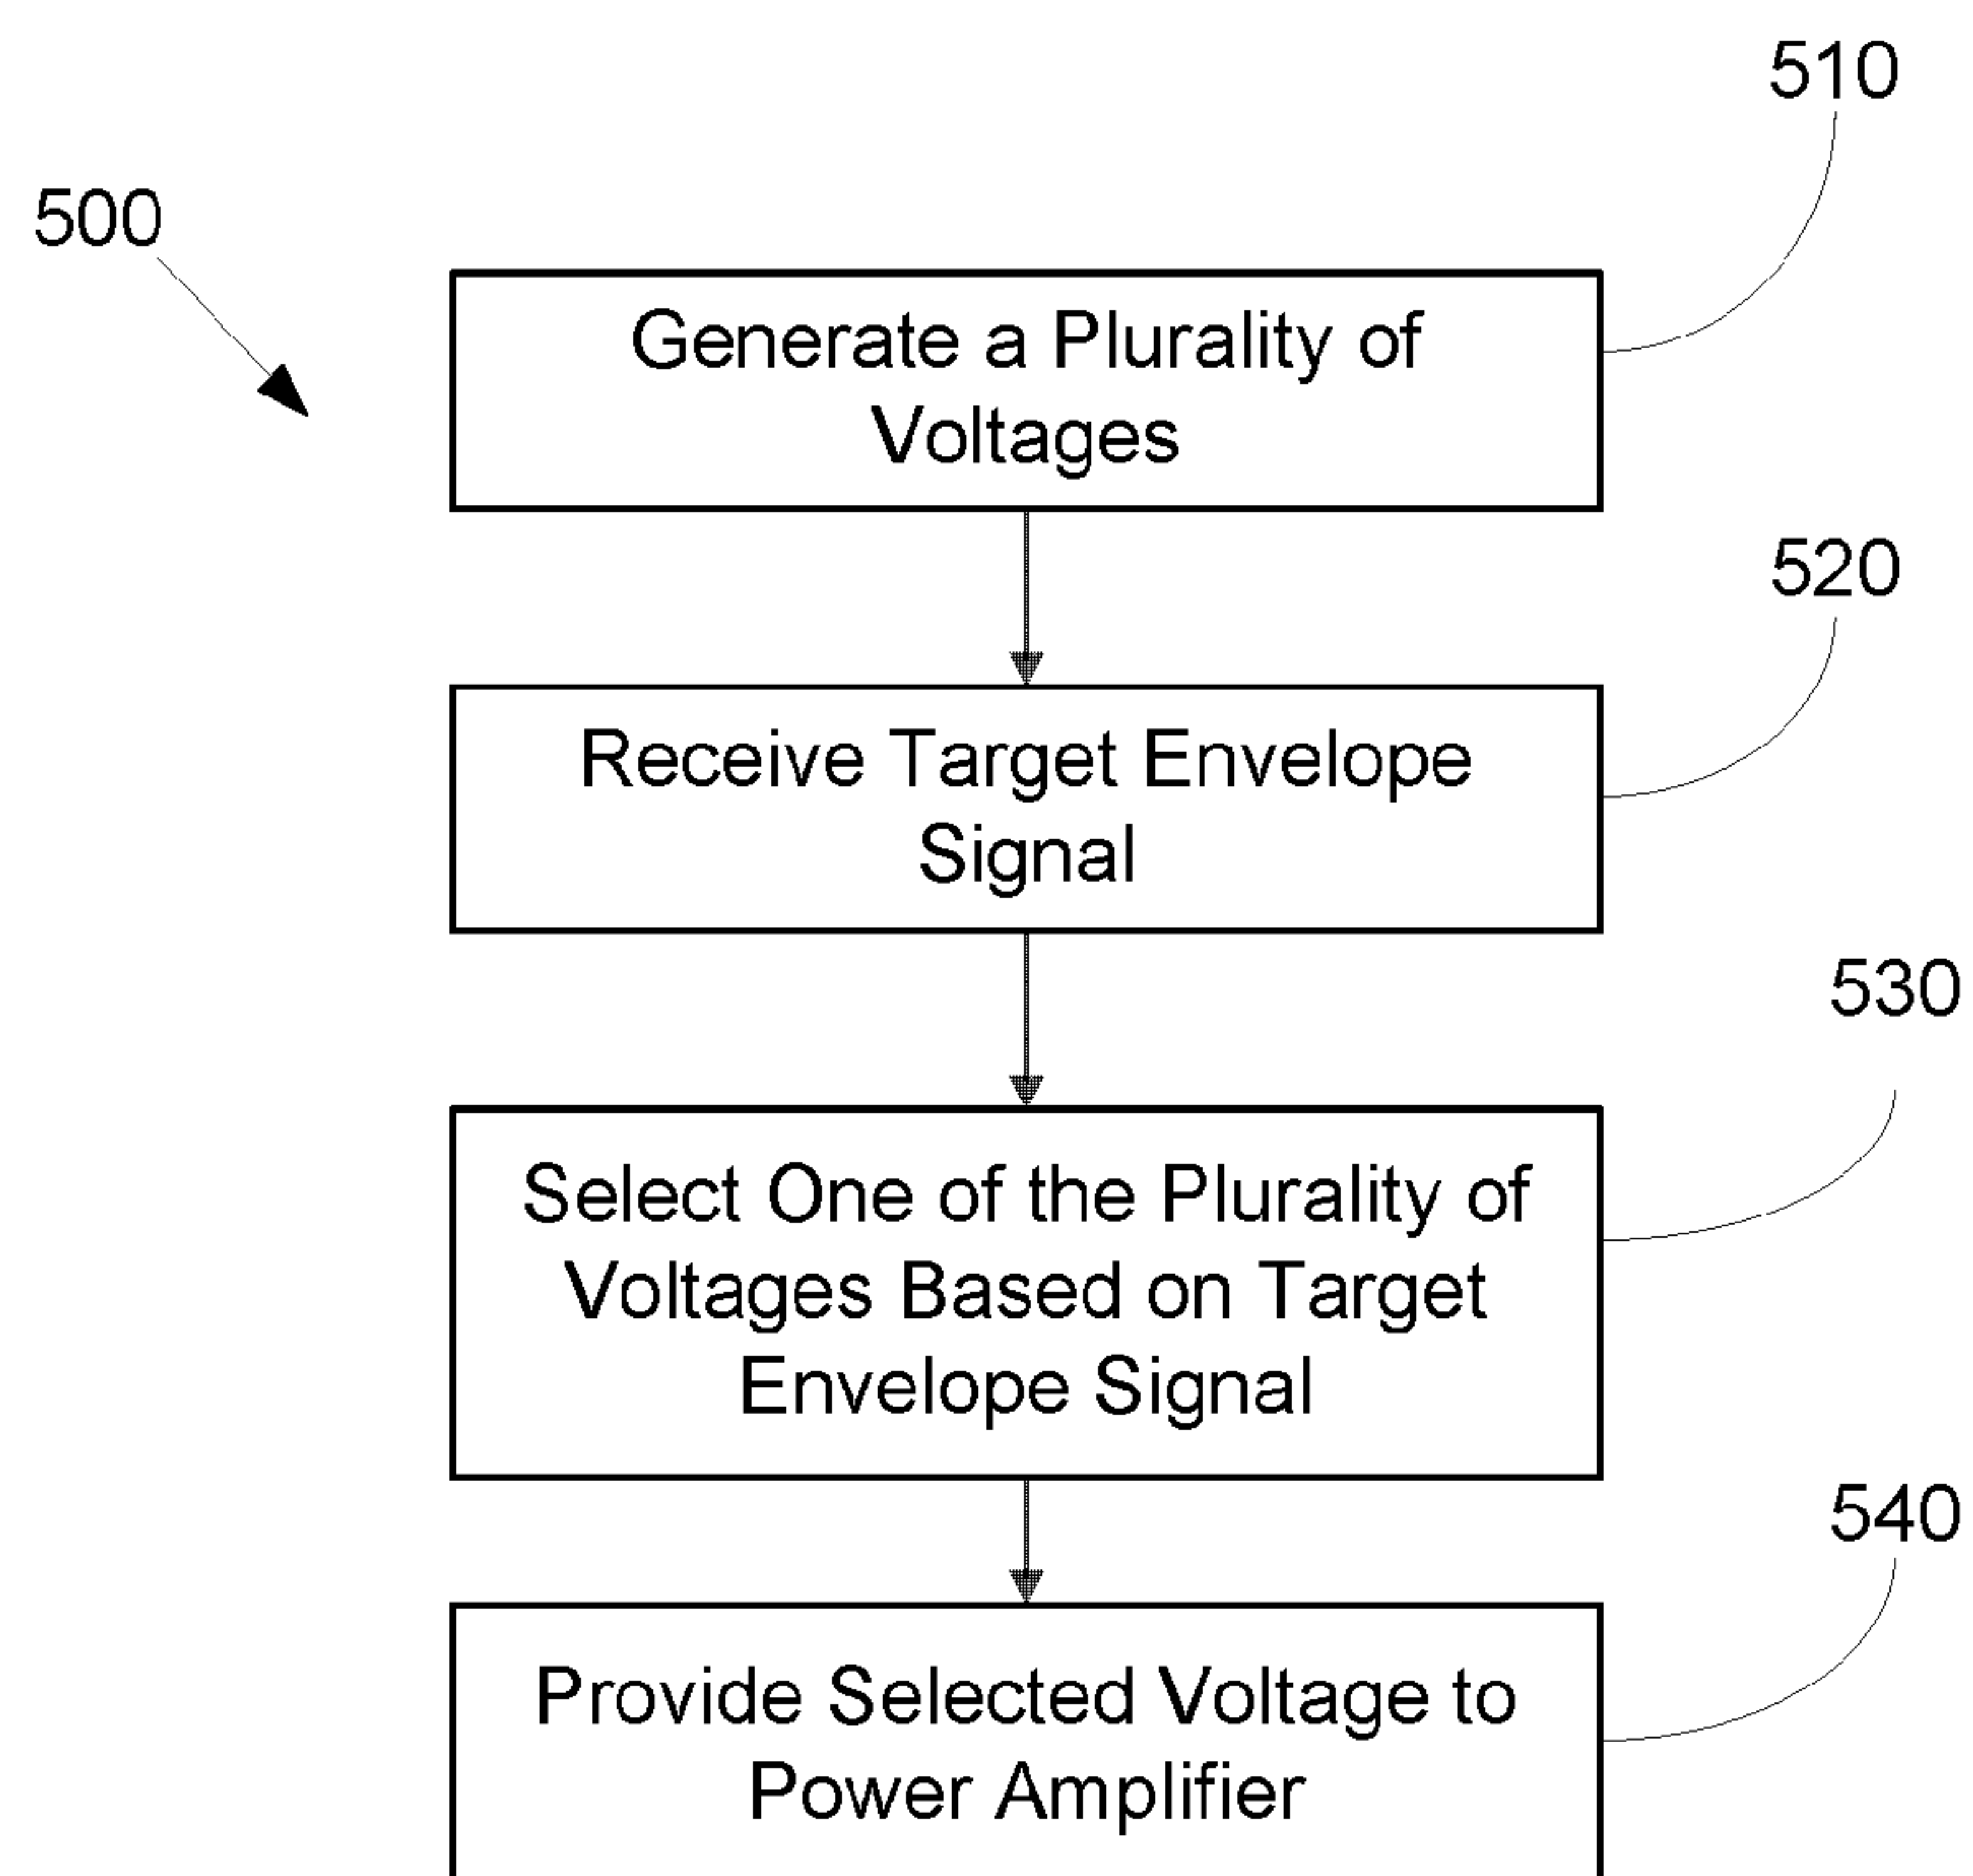 510
500
Generate a Plurality of
Voltages
520
Receive Target Envelope
Signal
530
Select One of the Plurality of
Voltages Based on Target
Envelope Signal
540
Provide Selected Voltage to
Power Amplifier